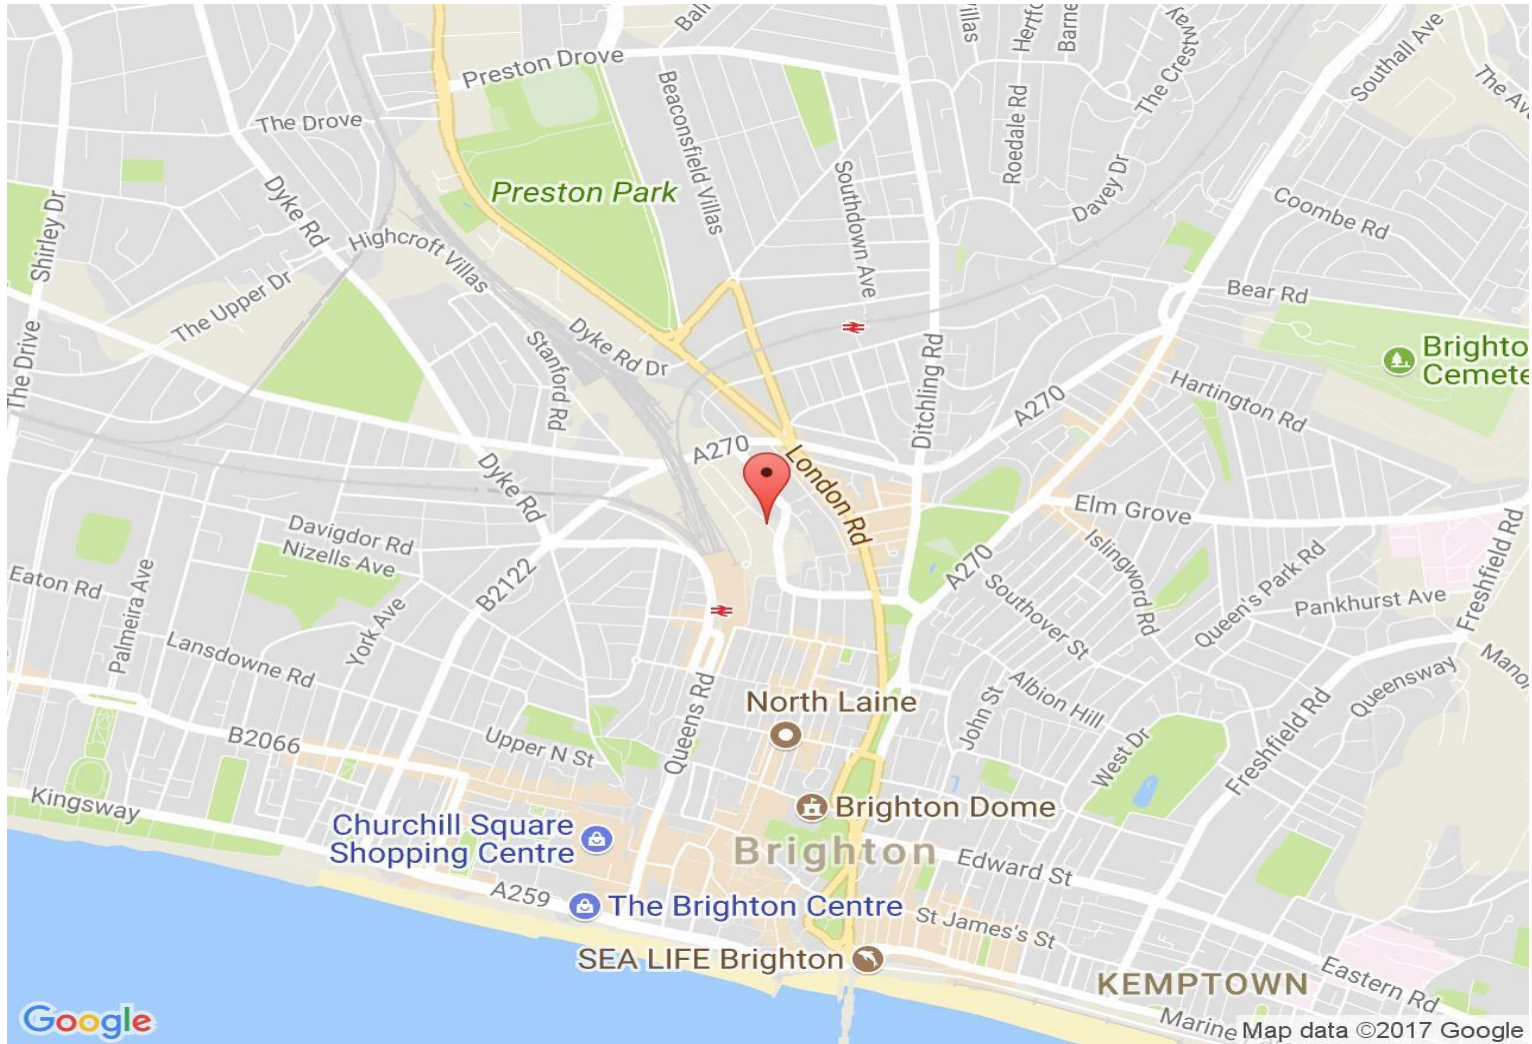 Preston Drove
The Drove
Beaconsfield Villas
Hertfo
Barne
Villas
Roedale Rd
The Crestway
Southall Ave
The Ava
Shirley Dr
Dyke Rd
Preston Park
Southdown Ave
Davey Dr
Coombe Rd
Highcroft Villas
The Upper Dr
Bear Rd
The Drive
Stanford Rd
Dyke Rd Dr
Ditchling Rd
Brighto
Cemete
Hartington Rd
A270
A270
London Rd
Dyke Rd
Elm Grove
Davigdor Rd
Nizells Ave
Eaton Rd
Palmeira Ave
York Ave
B2122
A270
Islingword Rd
Southover St
Queen's Park Rd
Pankhurst Ave
Freshfield Rd
Lansdowne Rd
Queens Rd
North Laine
John St
Albion Hill
Queensway
Manor
B2066
Upper N St
West Dr
Freshfield Rd
Kingsway
Churchill Square
Shopping Centre
Brighton Dome
Brighton
Edward St
A259
The Brighton Centre
St James's St
SEA LIFE Brighton
KEMPTOWN
Eastern Rd
Marine
Google
Map data ©2017 Google